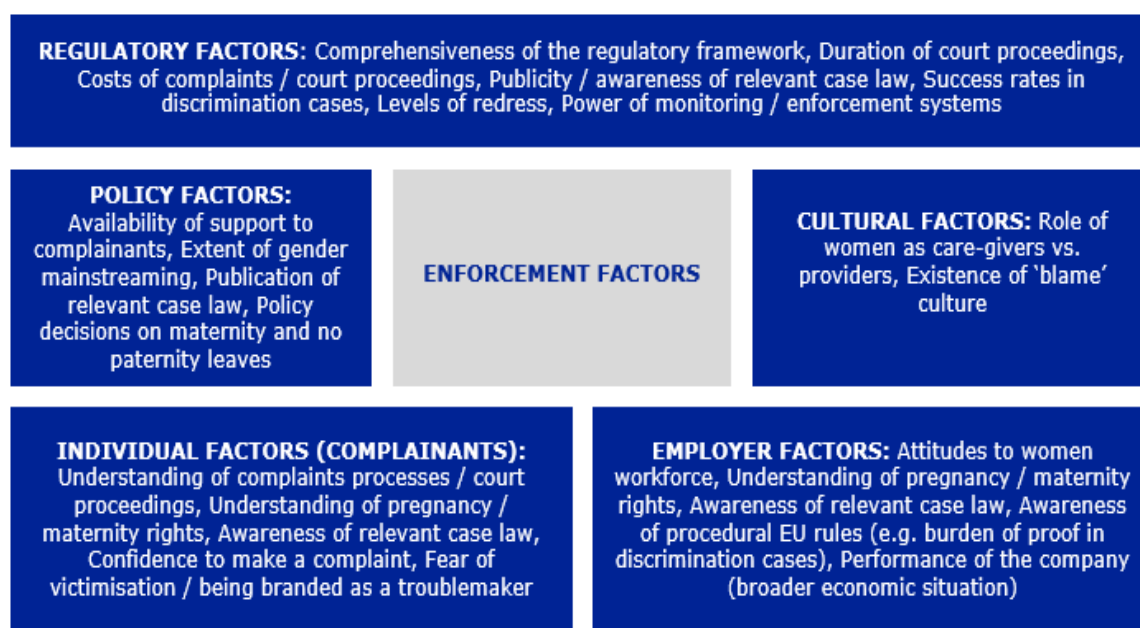 REGULATORY FACTORS: Comprehensiveness of the regulatory framework, Duration of court proceedings,
Costs of complaints / court proceedings, Publicity / awareness of relevant case law, Success rates in
discrimination cases, Levels of redress, Power of monitoring / enforcement systems
POLICY FACTORS:
Availability of support to
complainants, Extent of gender
mainstreaming, Publication of
relevant case law, Policy
decisions on maternity and no
paternity leaves
ENFORCEMENT FACTORS
CULTURAL FACTORS: Role of
women as care-givers vs.
providers, Existence of ‘blame’
culture
INDIVIDUAL FACTORS (COMPLAINANTS):
Understanding of complaints processes / court
proceedings, Understanding of pregnancy /
maternity rights, Awareness of relevant case law,
Confidence to make a complaint, Fear of
victimisation / being branded as a troublemaker
EMPLOYER FACTORS: Attitudes to women
workforce, Understanding of pregnancy / maternity
rights, Awareness of relevant case law, Awareness
of procedural EU rules (e.g. burden of proof in
discrimination cases), Performance of the company
(broader economic situation)